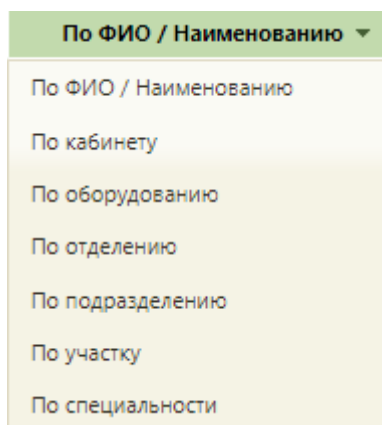 По ФИО / Наименованию
По ФИО / Наименованию
По кабинету
По оборудованию
По отделению
По подразделению
По участку
По специальности